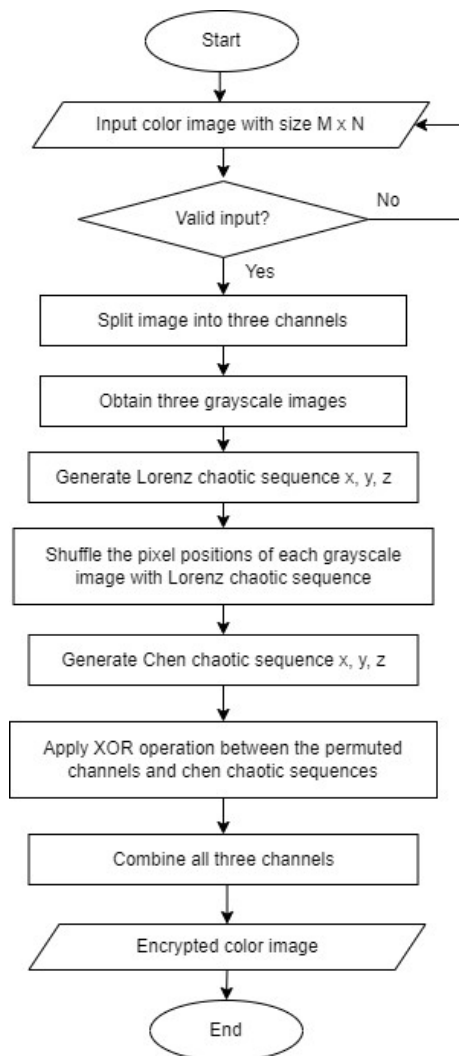 Start
Input color image with size M x N
Valid input?
No
Yes
Split image into three channels
Obtain three grayscale images
Generate Lorenz chaotic sequence x, y, z
Shuffle the pixel positions of each grayscale
image with Lorenz chaotic sequence
Generate Chen chaotic sequence x, y, z
Apply XOR operation between the permuted
channels and chen chaotic sequences
Combine all three channels
Encrypted color image
End